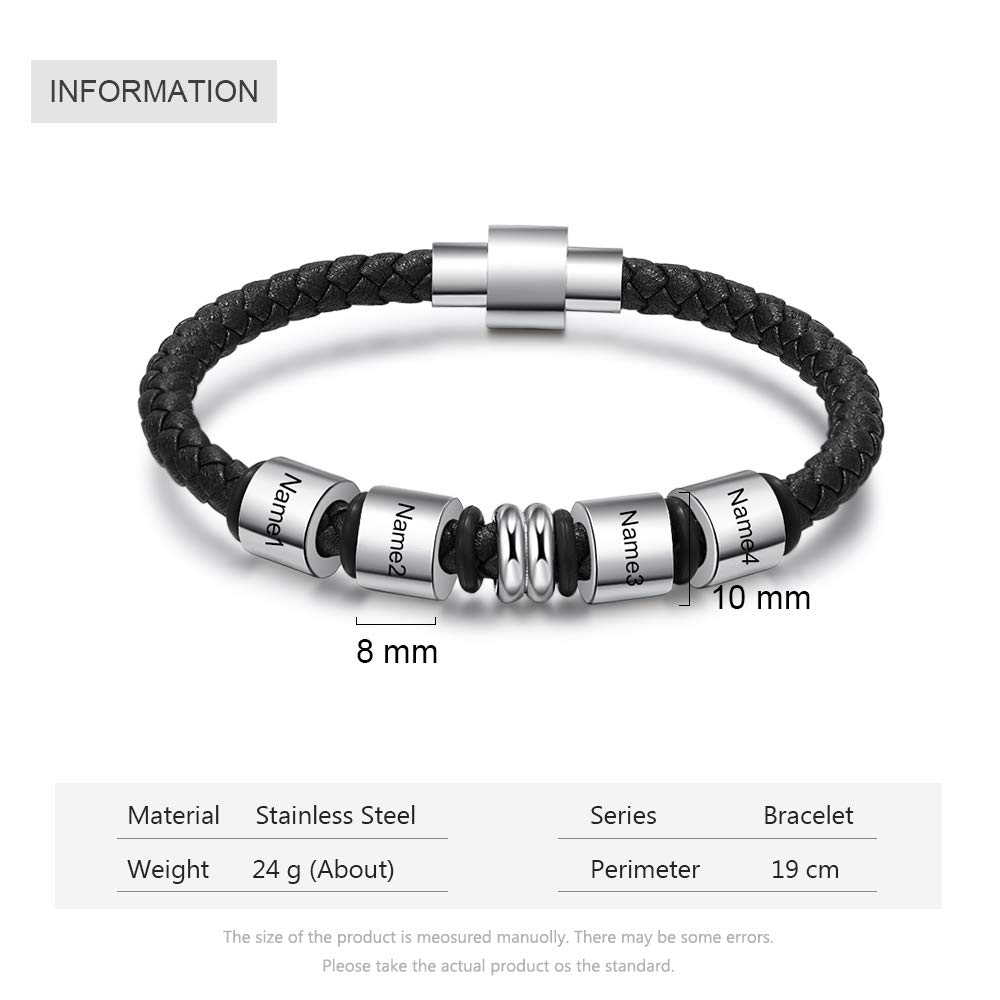 INFORMATION
Name1
Name2
Name3
Name4
10 mm
8 mm
Material Stainless Steel
Series Bracelet
Weight 24 g (About)
Perimeter 19 cm
The size of the product is meosured manuolly. There may be some errors.
Pleose take the actual product os the standard.